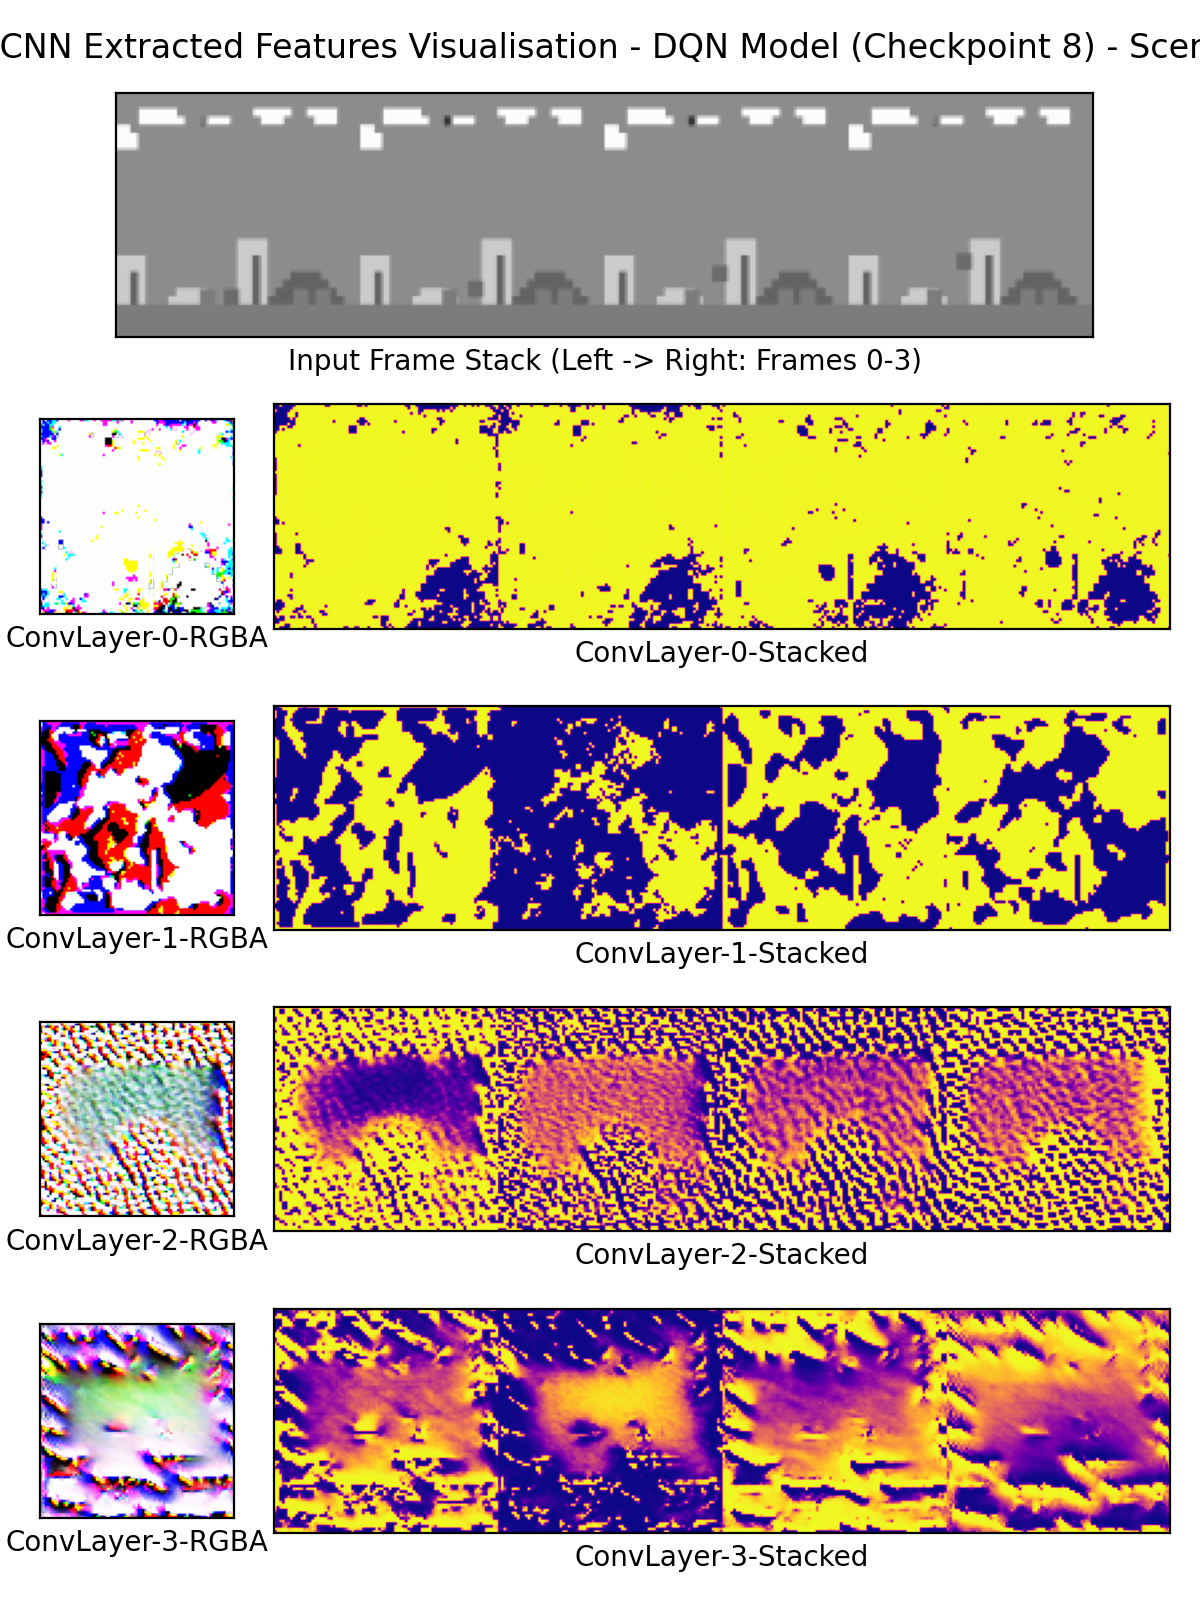 CNN Extracted Features Visualisation - DQN Model (Checkpoint 8) - Scen
Input Frame Stack (Left -> Right: Frames 0-3)
ConvLayer-0-RGBA
ConvLayer-0-Stacked
ConvLayer-1-RGBA
ConvLayer-1-Stacked
ConvLayer-2-RGBA
ConvLayer-2-Stacked
ConvLayer-3-RGBA
ConvLayer-3-Stacked